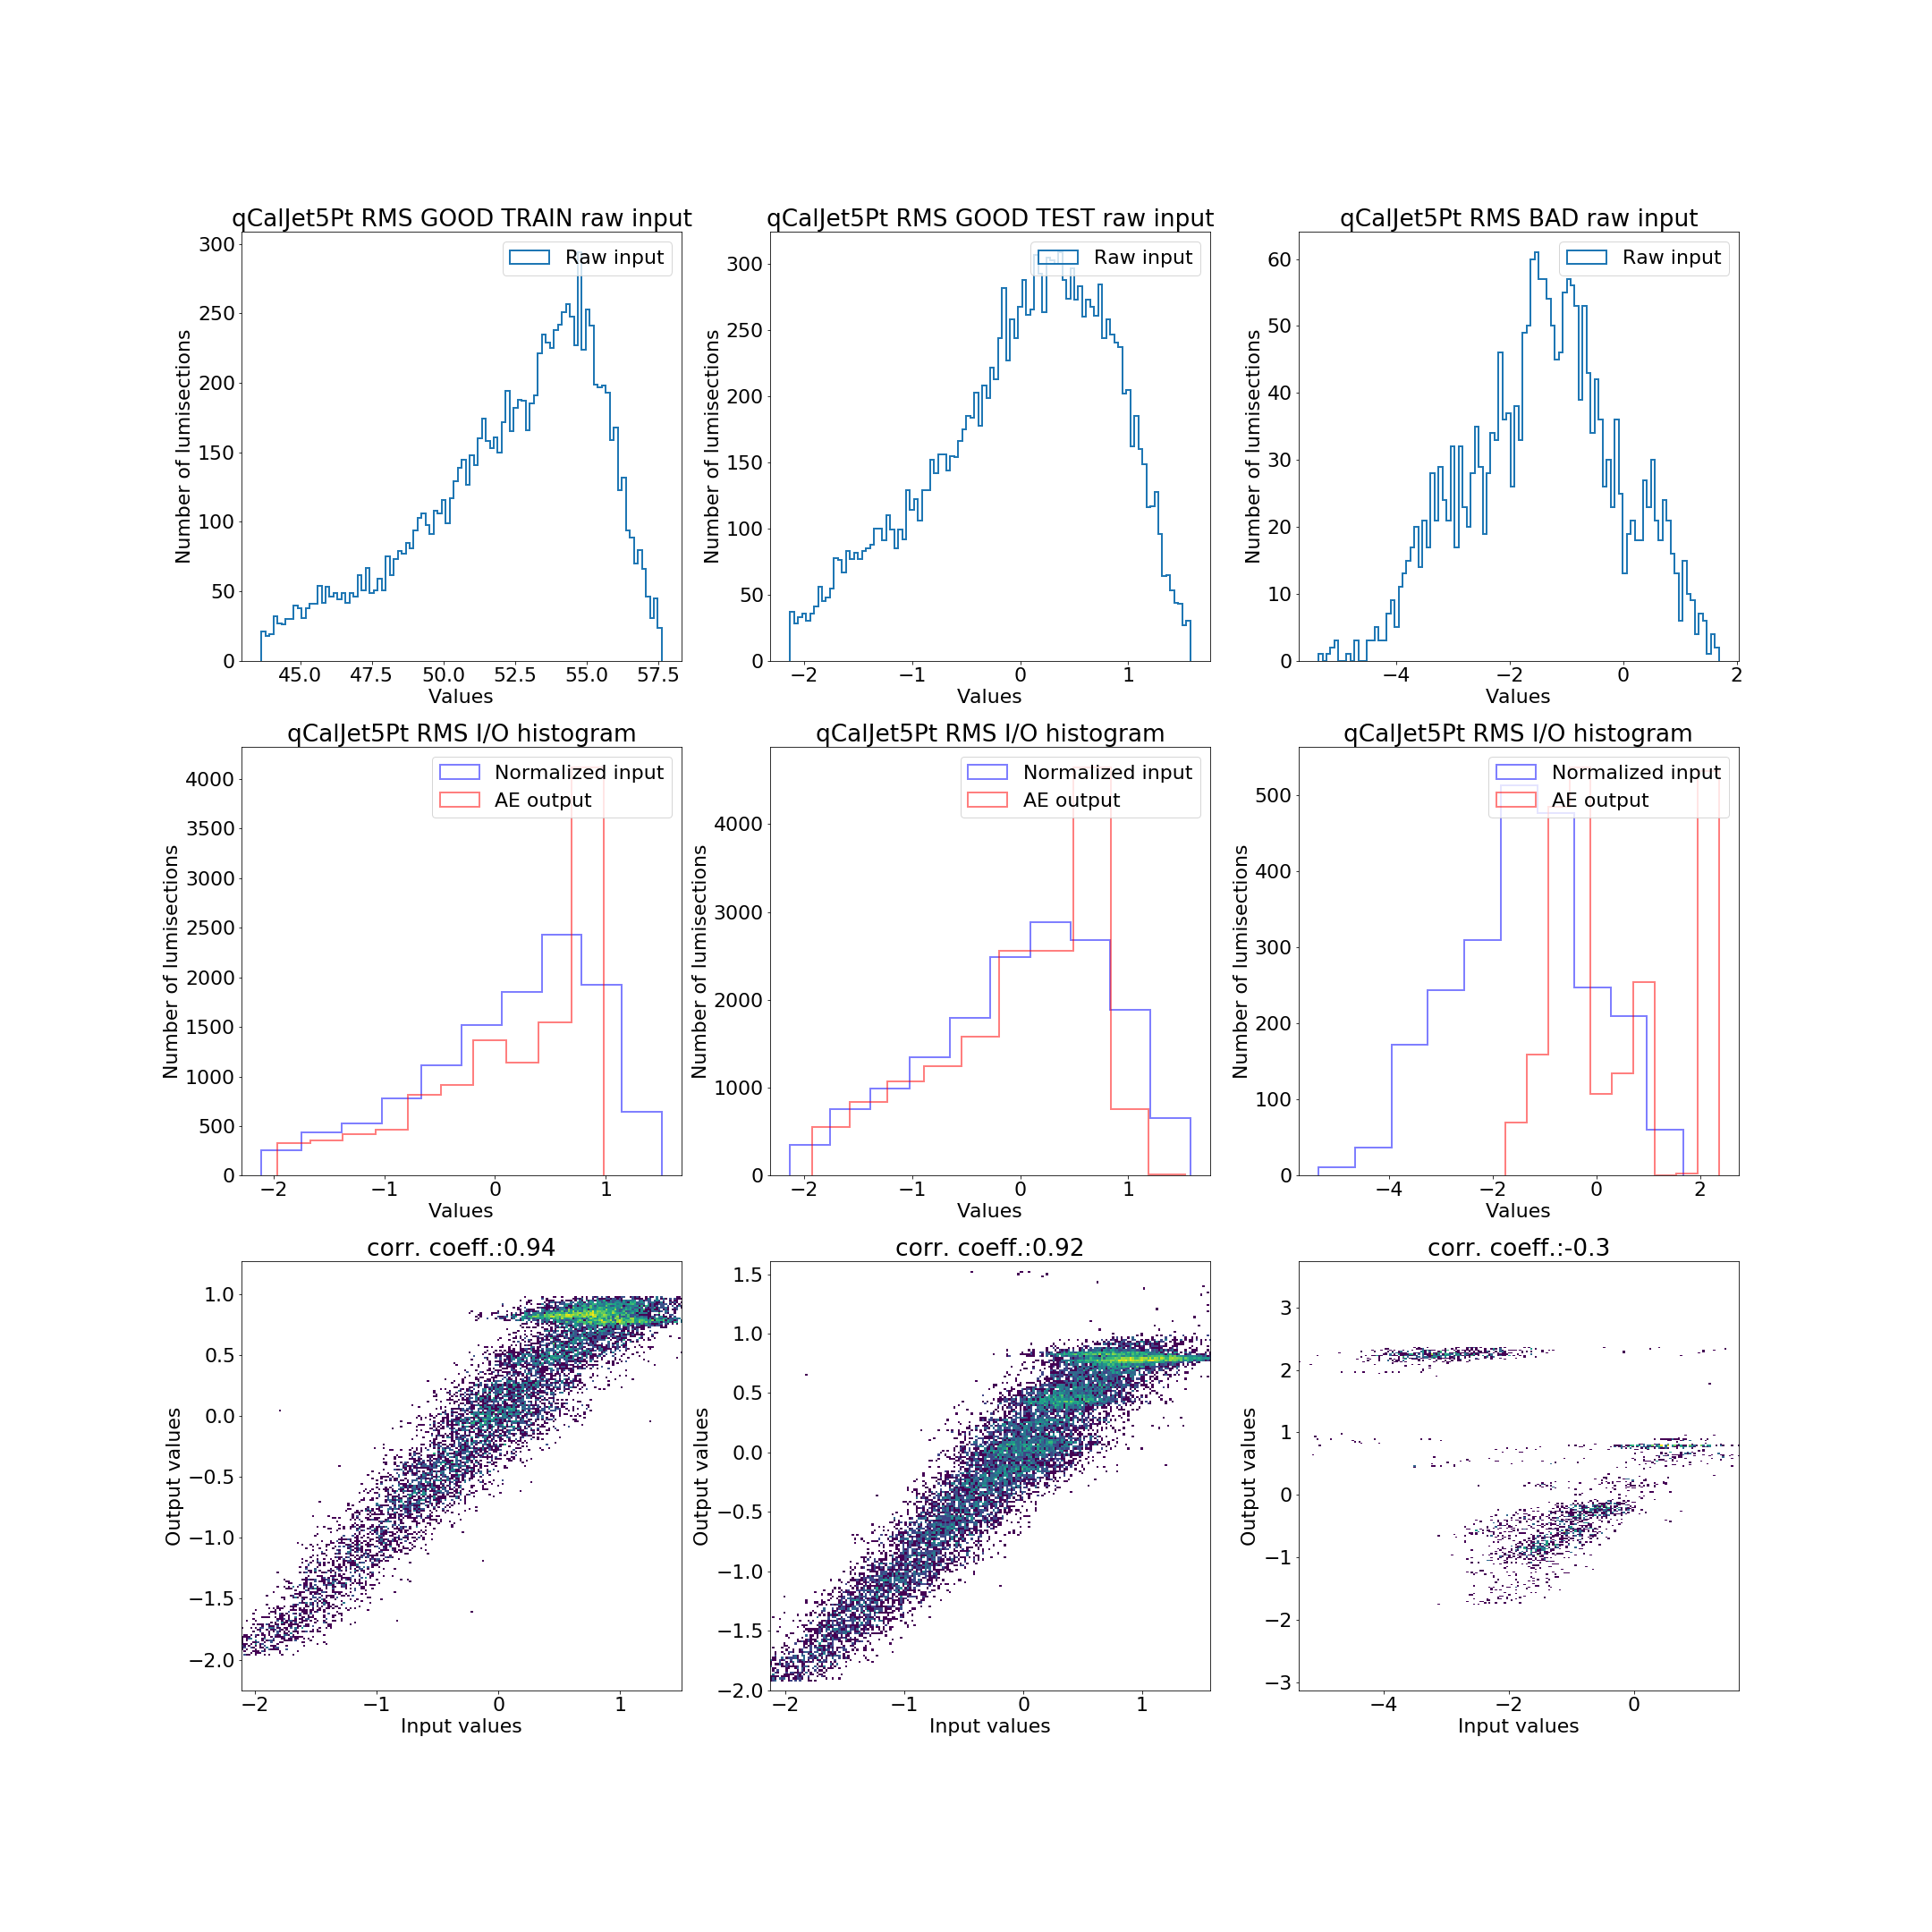 qCalJet5Pt RMS GOOD TRAIN raw input
Raw input
Number of lumisections
300
250
200
150
100
50
0
45.0 47.5 50.0 52.5 55.0 57.5
Values
qCalJet5Pt RMS GOOD TEST raw input
Raw input
Number of lumisections
300
250
200
150
100
50
0
−2 −1 0 1
Values
qCalJet5Pt RMS BAD raw input
Raw input
Number of lumisections
60
50
40
30
20
10
0
−4 −2 0 2
Values
qCalJet5Pt RMS I/O histogram
Normalized input
AE output
Number of lumisections
4000
3500
3000
2500
2000
1500
1000
500
0
−2 −1 0 1
Values
qCalJet5Pt RMS I/O histogram
Normalized input
AE output
Number of lumisections
4000
3000
2000
1000
0
−2 −1 0 1
Values
qCalJet5Pt RMS I/O histogram
Normalized input
AE output
Number of lumisections
500
400
300
200
100
0
−4 −2 0 2
Values
corr. coeff.:0.94
Output values
1.0
0.5
0.0
−0.5
−1.0
−1.5
−2.0
−2 −1 0 1
Input values
corr. coeff.:0.92
Output values
1.5
1.0
0.5
0.0
−0.5
−1.0
−1.5
−2.0
−2 −1 0 1
Input values
corr. coeff.:-0.3
Output values
3
2
1
0
−1
−2
−3
−4 −2 0
Input values